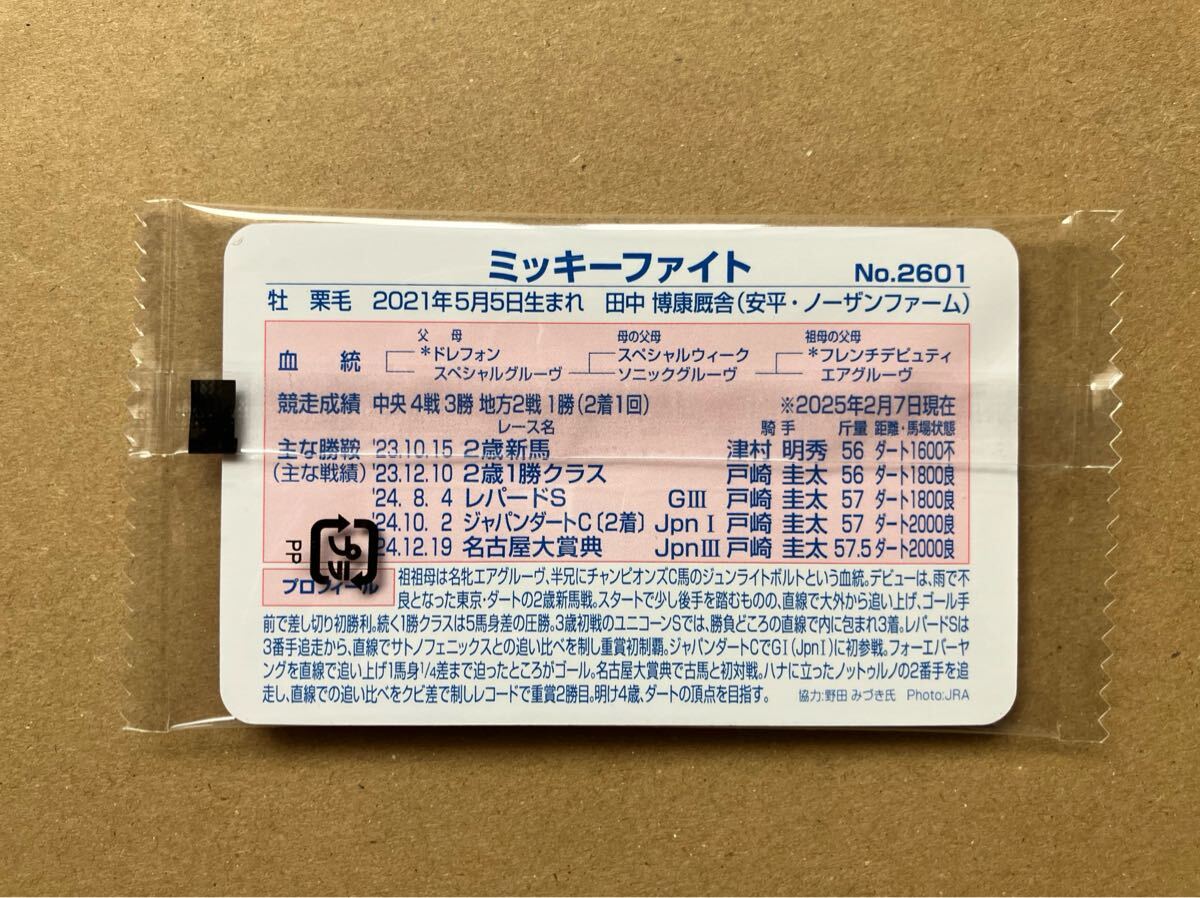 ミッキーファイト No.2601
牡 栗毛 2021年5月5日生まれ 田中 博康厩舎(安平・ノーザンファーム)
父 母 母の父母 祖母の父母
血統 *ドレフォン スペシャルウィーク *フレンチデピュティ
スペシャルグルーヴ ソニックグルーヴ エアグルーヴ
競走成績 中央4戦3勝 地方2戦1勝(2着1回) ※2025年2月7日現在
レース名 騎手 斤量 距離・馬場状態
主な勝鞍 '23.10.15 2歳新馬 津村 明秀 56 ダート1600不
(主な戦績) '23.12.10 2歳1勝クラス 戸崎 圭太 56 ダート1800良
'24. 8. 4 レパードS GIII 戸崎 圭太 57 ダート1800良
'24.10. 2 ジャパンダートC〔2着〕 JpnI 戸崎 圭太 57 ダート2000良
24.12.19 名古屋大賞典 JpnIII 戸崎 圭太 57.5 ダート2000良
プラ
PP
プロフィール 祖祖母は名牝エアグルーヴ、半兄にチャンピオンズC馬のジュンライトボルトという血統。デビューは、雨で不
良となった東京・ダートの2歳新馬戦。スタートで少し後手を踏むものの、直線で大外から追い上げ、ゴール手
前で差し切り初勝利。続く1勝クラスは5馬身差の圧勝。3歳初戦のユニコーンSでは、勝負どころの直線で内に包まれ3着。レパードSは
3番手追走から、直線でサトノフェニックスとの追い比べを制し重賞初制覇。ジャパンダートCでGI(JpnI)に初参戦。フォーエバーヤ
ングを直線で追い上げ1馬身1/4差まで迫ったところがゴール。名古屋大賞典で古馬と初対戦。ハナに立ったノットゥルノの2番手を追
走し、直線での追い比べをクビ差で制しレコードで重賞2勝目。明け4歳、ダートの頂点を目指す。 協力:野田 みづき氏 Photo:JRA